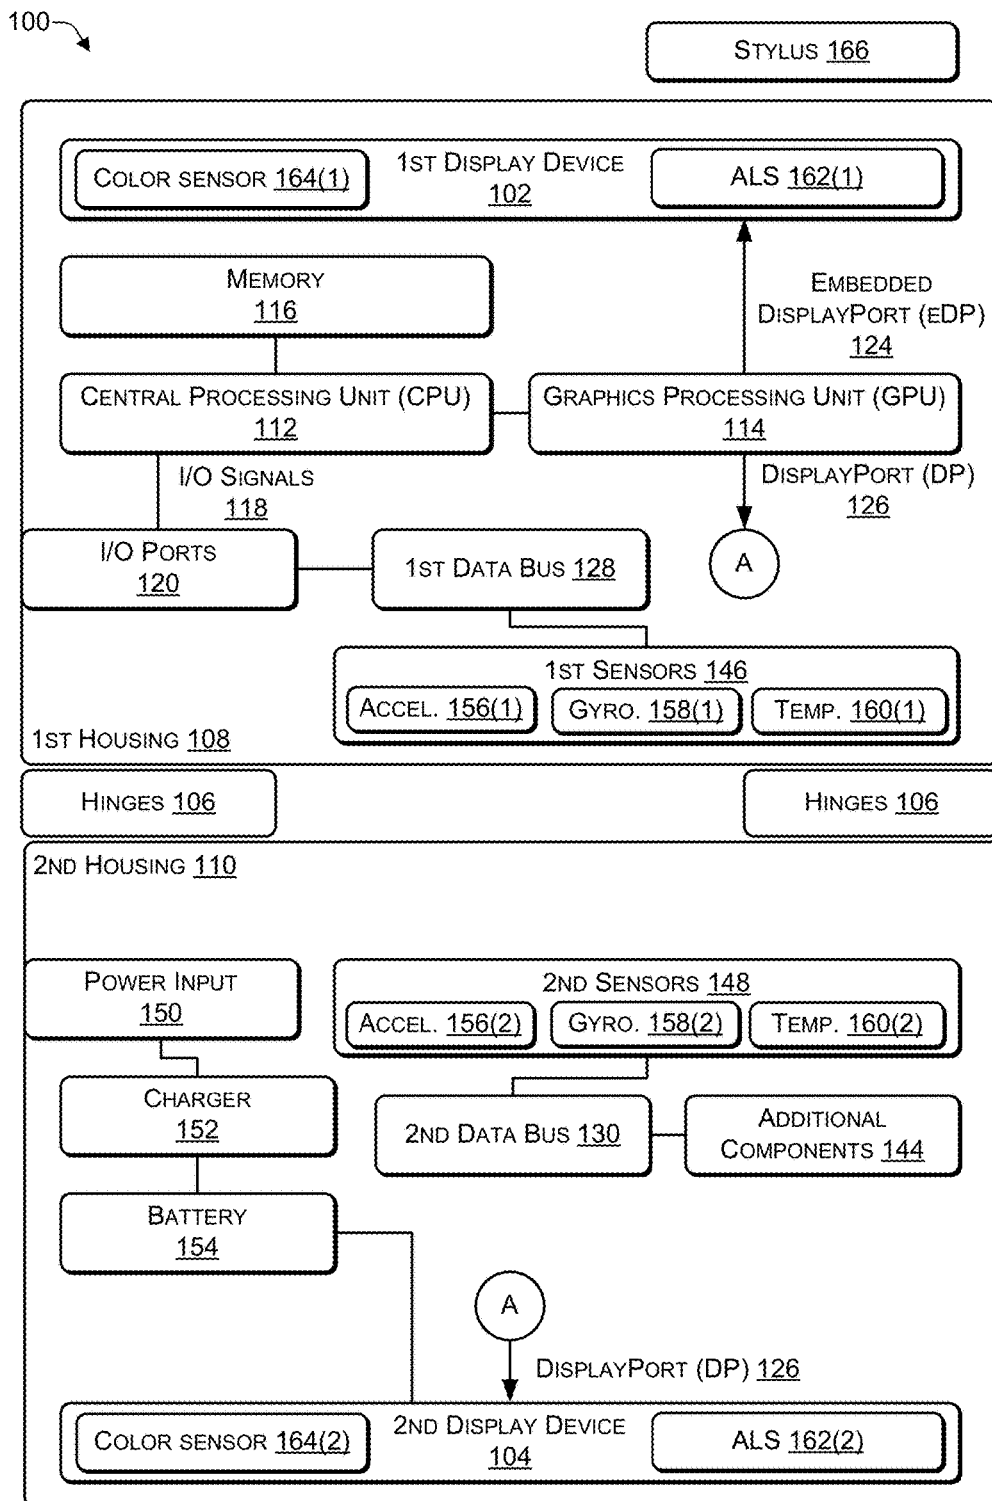 100
STYLUS 166
COLOR SENSOR 164(1)
1ST DISPLAY DEVICE
102
ALS 162(1)
MEMORY
116
EMBEDDED
DISPLAYPORT (EDP)
124
CENTRAL PROCESSING UNIT (CPU)
112
GRAPHICS PROCESSING UNIT (GPU)
114
I/O SIGNALS
118
DISPLAYPORT (DP)
126
I/O PORTS
120
1ST DATA BUS 128
A
1ST SENSORS 146
ACCEL. 156(1)
GYRO. 158(1)
TEMP. 160(1)
1ST HOUSING 108
HINGES 106
HINGES 106
2ND HOUSING 110
POWER INPUT
150
2ND SENSORS 148
ACCEL. 156(2)
GYRO. 158(2)
TEMP. 160(2)
CHARGER
152
2ND DATA BUS 130
ADDITIONAL
COMPONENTS 144
BATTERY
154
A
DISPLAYPORT (DP) 126
COLOR SENSOR 164(2)
2ND DISPLAY DEVICE
104
ALS 162(2)